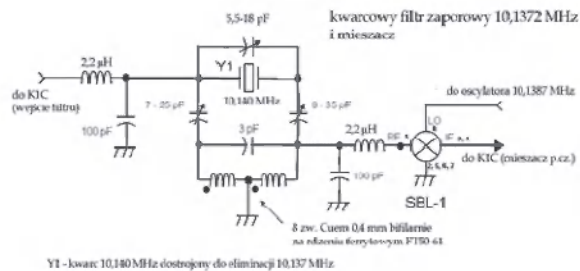 5,5-18 pF
kwarcowy filtr zaporowy 10,1372 MHz
i mieszacz
2,2 µH
Y1
do KIC
(wejście filtru)
10,140 MHz
do oscylatora 10,1387 MHz
7 - 25 pF
9 - 35 pF
100 pF
3 pF
2,2 µH
LO
RF
IF
do KIC (mieszacz p.cz.)
100 pF
SBL-1
8 zw. Cuem 0,4 mm bifilarnie
na rdzeniu ferrytowym FT50-61
Y1 - kwarc 10,140 MHz dostrojony do eliminacji 10,137 MHz